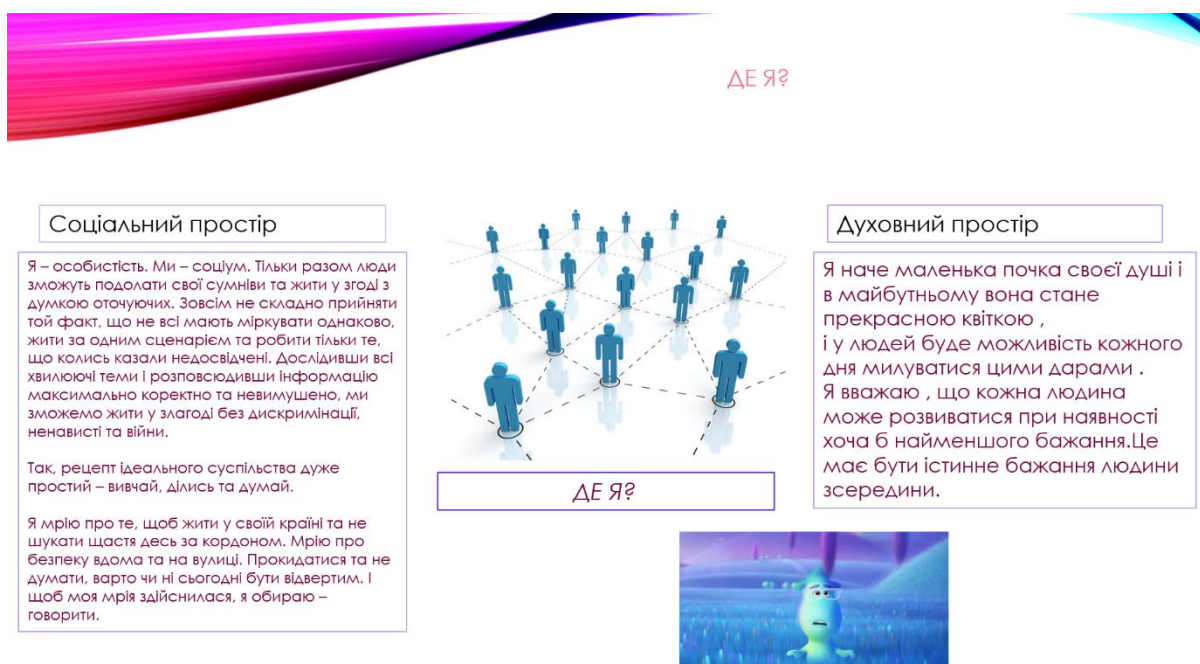 ДЕ Я?
Соціальний простір
Я – особистість. Ми – соціум. Тільки разом люди
зможуть подолати свої сумніви та жити у згоді з
думкою оточуючих. Зовсім не складно прийняти
той факт, що не всі мають міркувати однаково,
жити за одним сценарієм та робити тільки те,
що колись казали недосвідчені. Дослідивши всі
хвилюючі теми і розповсюдивши інформацію
максимально коректно та невимушено, ми
зможемо жити у злагоді без дискримінації,
ненависті та війни.
Так, рецепт ідеального суспільства дуже
простий – вивчай, ділись та думай.
Я мрію про те, щоб жити у своїй країні та не
шукати щастя десь за кордоном. Мрію про
безпеку вдома та на вулиці. Прокидатися та не
думати, варто чи ні сьогодні бути відвертим. І
щоб моя мрія здійснилася, я обираю –
говорити.
ДЕ Я?
Духовний простір
Я наче маленька почка своєї душі і
в майбутньому вона стане
прекрасною квіткою ,
і у людей буде можливість кожного
дня милуватися цими дарами .
Я вважаю , що кожна людина
може розвиватися при наявності
хоча б найменшого бажання.Це
має бути істинне бажання людини
зсередини.